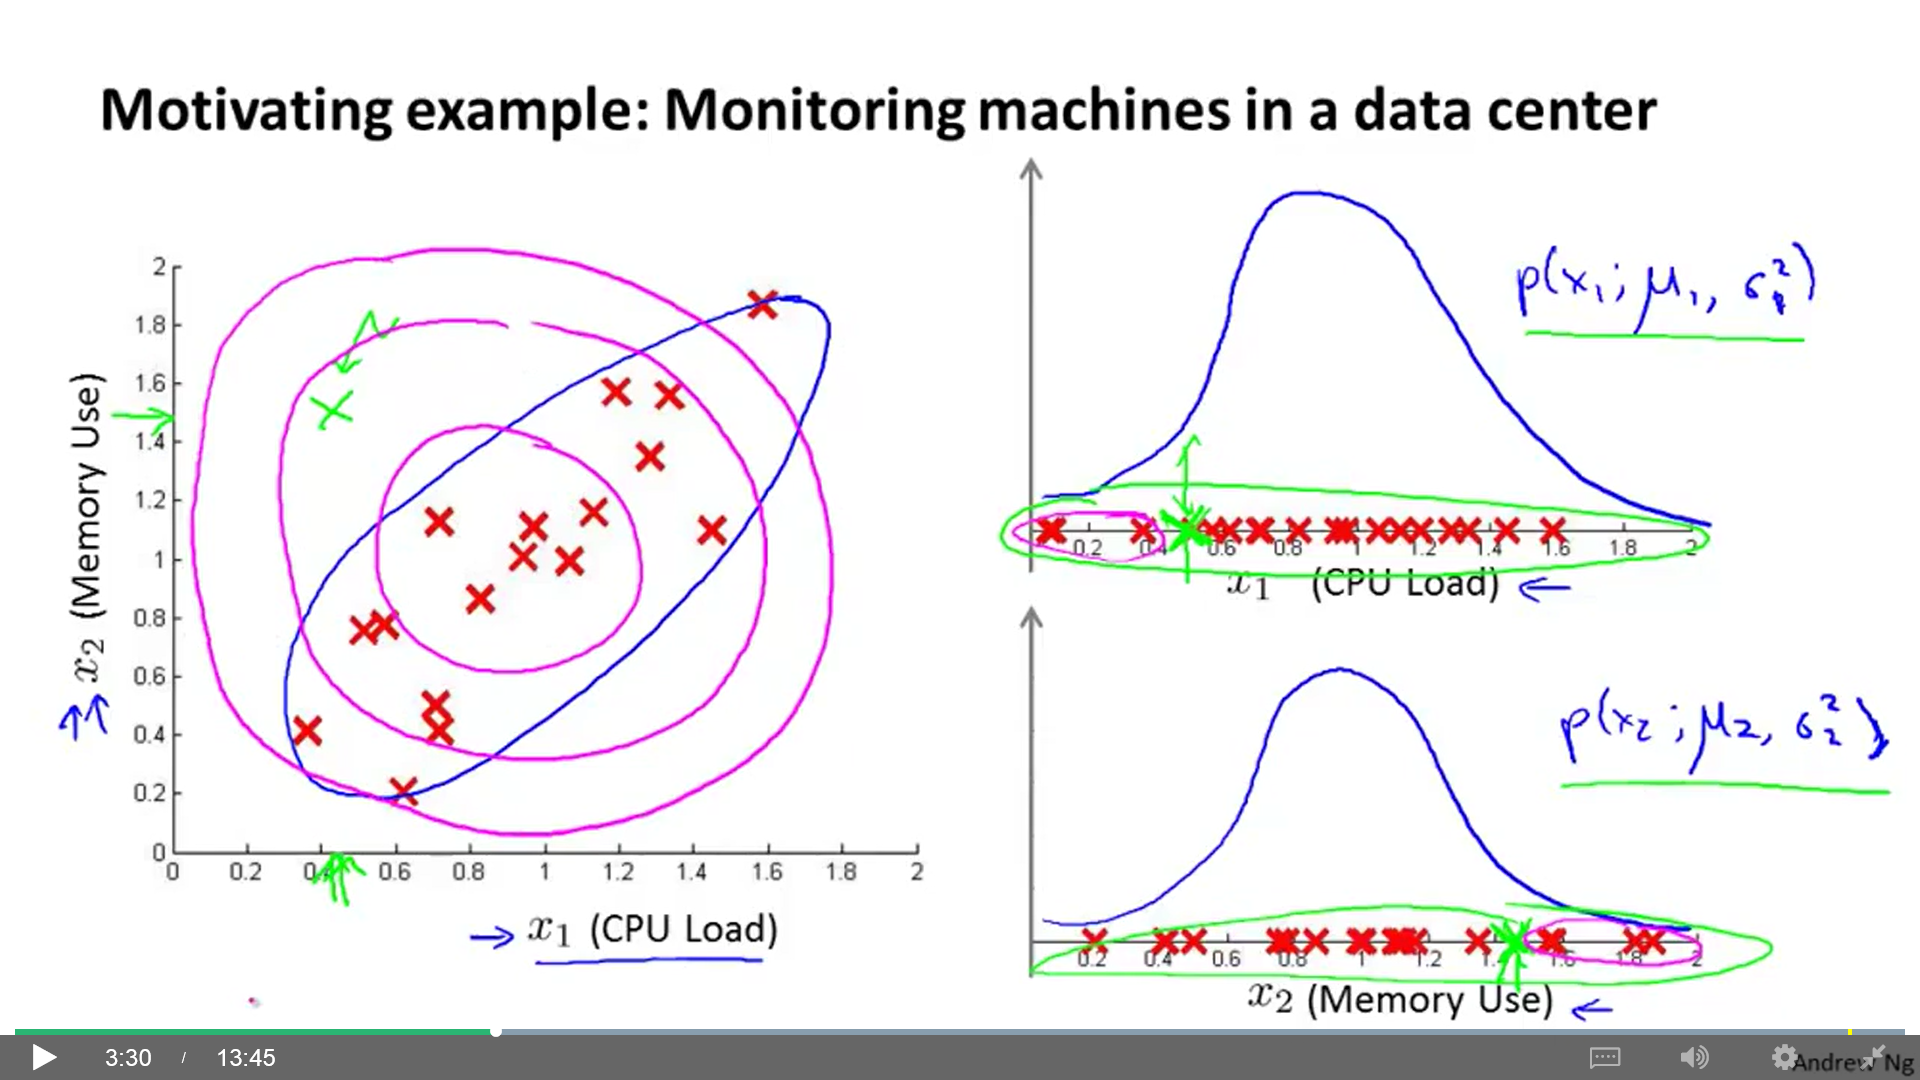 Motivating example: Monitoring machines in a data center
x₂ (Memory Use)
2
1.8
1.6
1.4
1.2
1
0.8
0.6
0.4
0.2
0
0 0.2 0.6 0.8 1 1.2 1.4 1.6 1.8 2
x₁ (CPU Load)
p(x₁; μ₁, σ₁²)
0.2 0.4 0.6 0.8 1 1.2 1.4 1.6 1.8 2
x₁ (CPU Load)
p(x₂; μ₂, σ₂²)
0.2 0.4 0.6 0.8 1 1.2 1.4 1.6 1.8 2
x₂ (Memory Use)
3:30 / 13:45
Andrew Ng